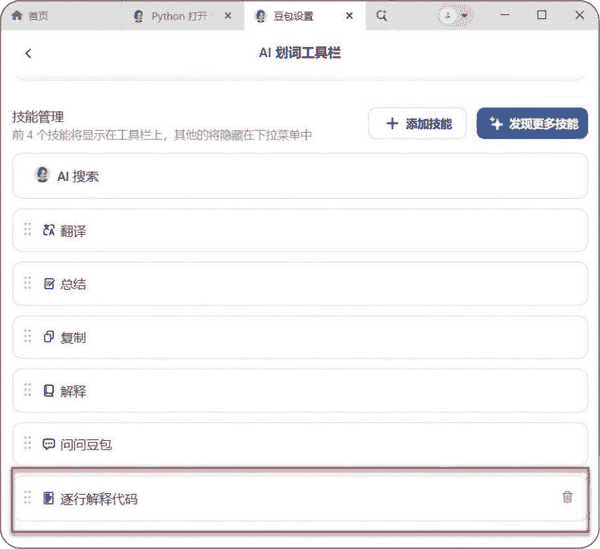 首页
Python 打开
豆包设置
AI 划词工具栏
技能管理
前 4 个技能将显示在工具栏上，其他的将隐藏在下拉菜单中
添加技能
发现更多技能
AI 搜索
翻译
总结
复制
解释
问问豆包
逐行解释代码